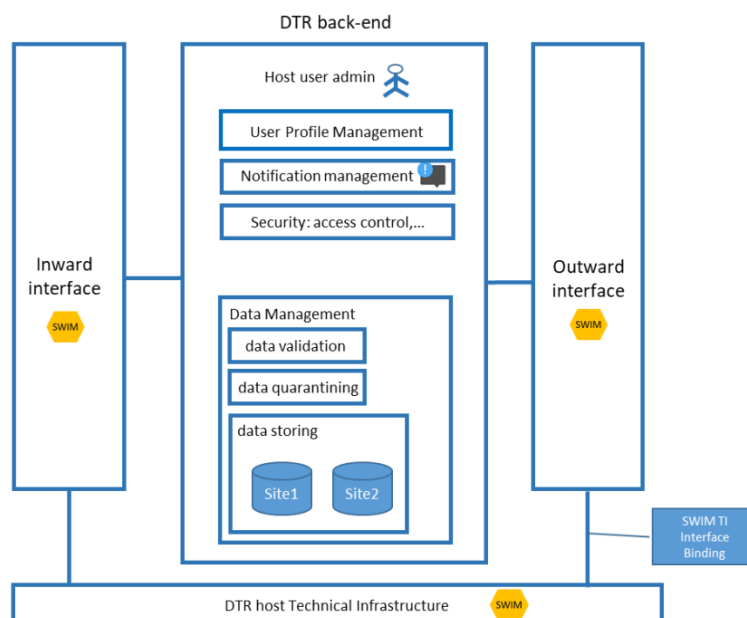 DTR back-end
Host user admin
User Profile Management
Notification management
!
Security: access control,...
Inward
interface
SWIM
Outward
interface
SWIM
Data Management
data validation
data quarantining
data storing
Site1
Site2
SWIM TI
Interface
Binding
DTR host Technical Infrastructure
SWIM